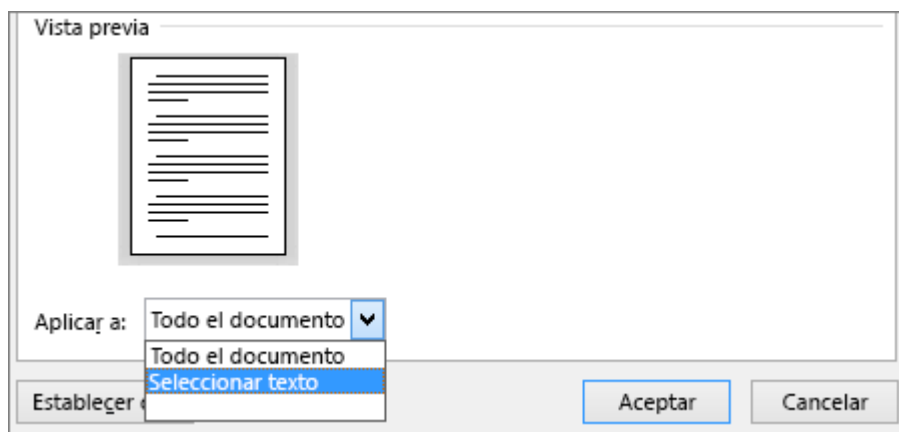 Vista previa
Aplicar a: Todo el documento
Todo el documento
Seleccionar texto
Establecer
Aceptar
Cancelar